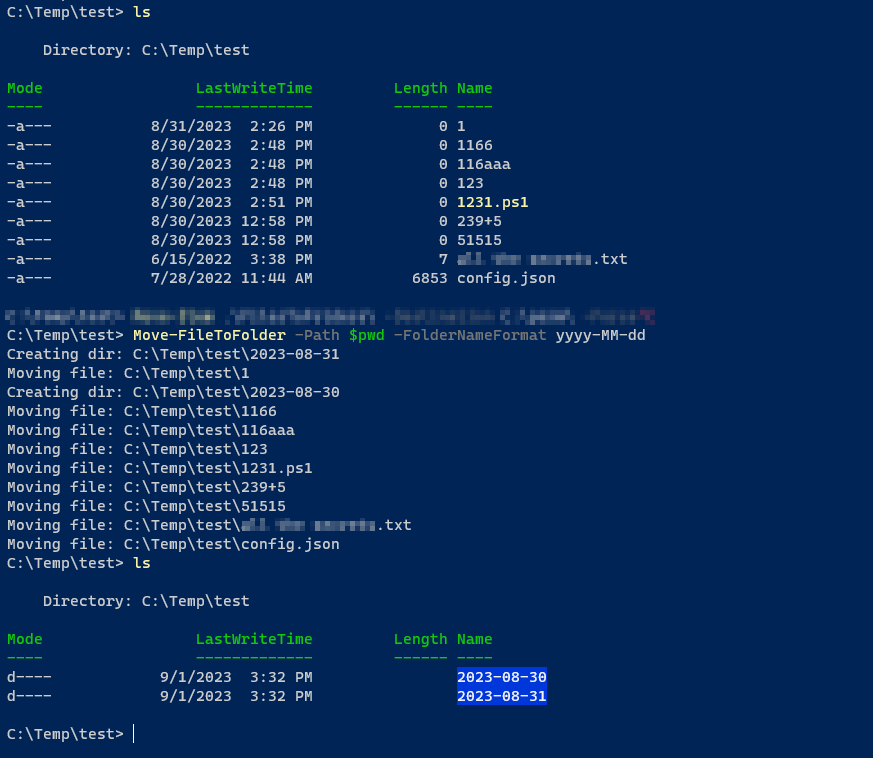 C:\Temp\test> ls
Directory: C:\Temp\test
Mode LastWriteTime Length Name
---- ------------- ------ ----
-a--- 8/31/2023 2:26 PM 0 1
-a--- 8/30/2023 2:48 PM 0 1166
-a--- 8/30/2023 2:48 PM 0 116aaa
-a--- 8/30/2023 2:48 PM 0 123
-a--- 8/30/2023 2:51 PM 0 1231.ps1
-a--- 8/30/2023 12:58 PM 0 239+5
-a--- 8/30/2023 12:58 PM 0 51515
-a--- 6/15/2022 3:38 PM 7 .txt
-a--- 7/28/2022 11:44 AM 6853 config.json
C:\Temp\test> Move-FileToFolder -Path $pwd -FolderNameFormat yyyy-MM-dd
Creating dir: C:\Temp\test\2023-08-31
Moving file: C:\Temp\test\1
Creating dir: C:\Temp\test\2023-08-30
Moving file: C:\Temp\test\1166
Moving file: C:\Temp\test\116aaa
Moving file: C:\Temp\test\123
Moving file: C:\Temp\test\1231.ps1
Moving file: C:\Temp\test\239+5
Moving file: C:\Temp\test\51515
Moving file: C:\Temp\test\ .txt
Moving file: C:\Temp\test\config.json
C:\Temp\test> ls
Directory: C:\Temp\test
Mode LastWriteTime Length Name
---- ------------- ------ ----
d---- 9/1/2023 3:32 PM 2023-08-30
d---- 9/1/2023 3:32 PM 2023-08-31
C:\Temp\test>